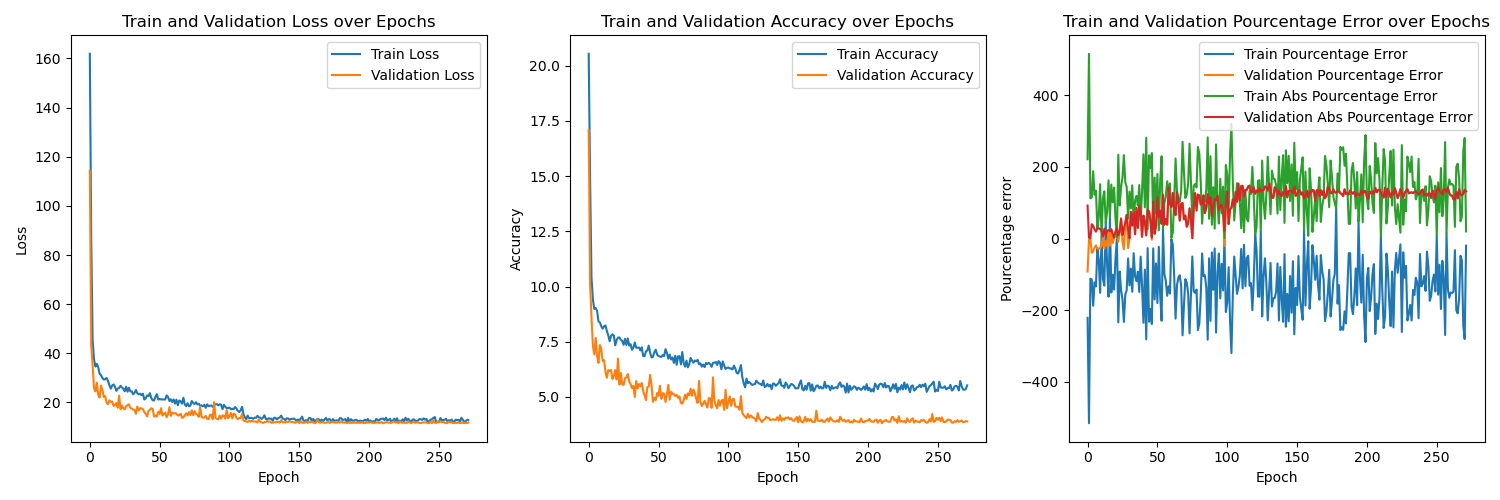 Train and Validation Loss over Epochs
Train Loss
Validation Loss
160
140
120
100
80
60
40
20
Loss
0
50
100
150
200
250
Epoch
Train and Validation Accuracy over Epochs
Train Accuracy
Validation Accuracy
20.0
17.5
15.0
12.5
10.0
7.5
5.0
Accuracy
0
50
100
150
200
250
Epoch
Train and Validation Pourcentage Error over Epochs
Train Pourcentage Error
Validation Pourcentage Error
Train Abs Pourcentage Error
Validation Abs Pourcentage Error
400
200
0
−200
−400
Pourcentage error
0
50
100
150
200
250
Epoch